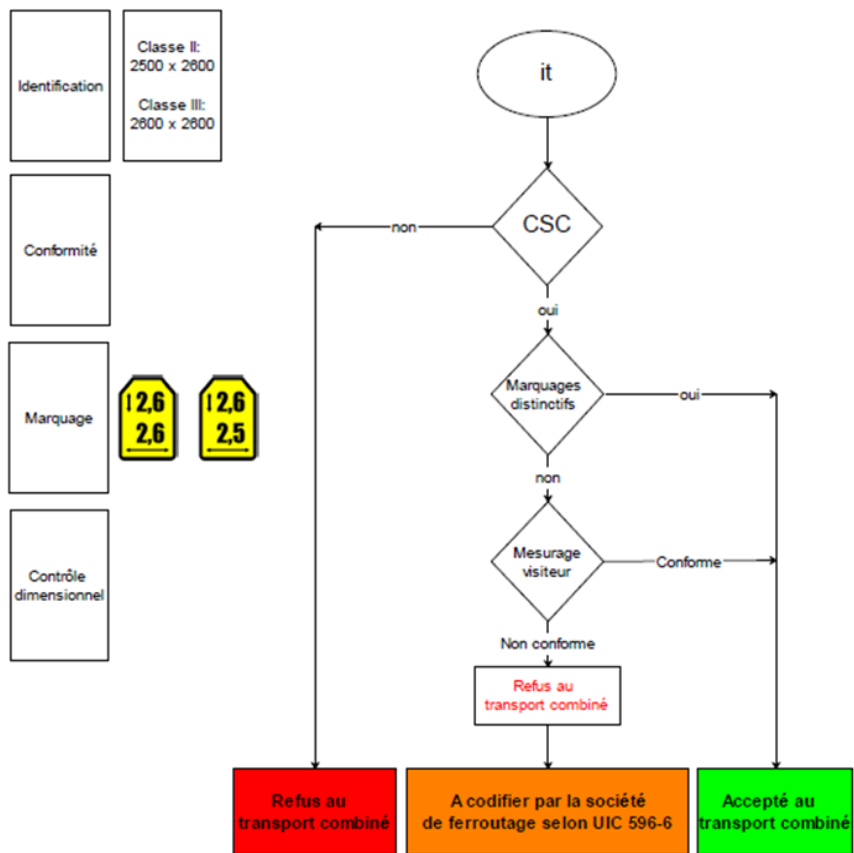 Identification
Classe II:
2500 x 2600
Classe III:
2600 x 2600
it
CSC
non
oui
Conformité
Marquage
2,6
2,6
2,6
2,5
Marquages
distinctifs
oui
non
Contrôle
dimensionnel
Mesurage
visiteur
Conforme
Non conforme
Refus au
transport combiné
Refus au
transport combiné
A codifier par la société
de ferroutage selon UIC 596-6
Accepté au
transport combiné